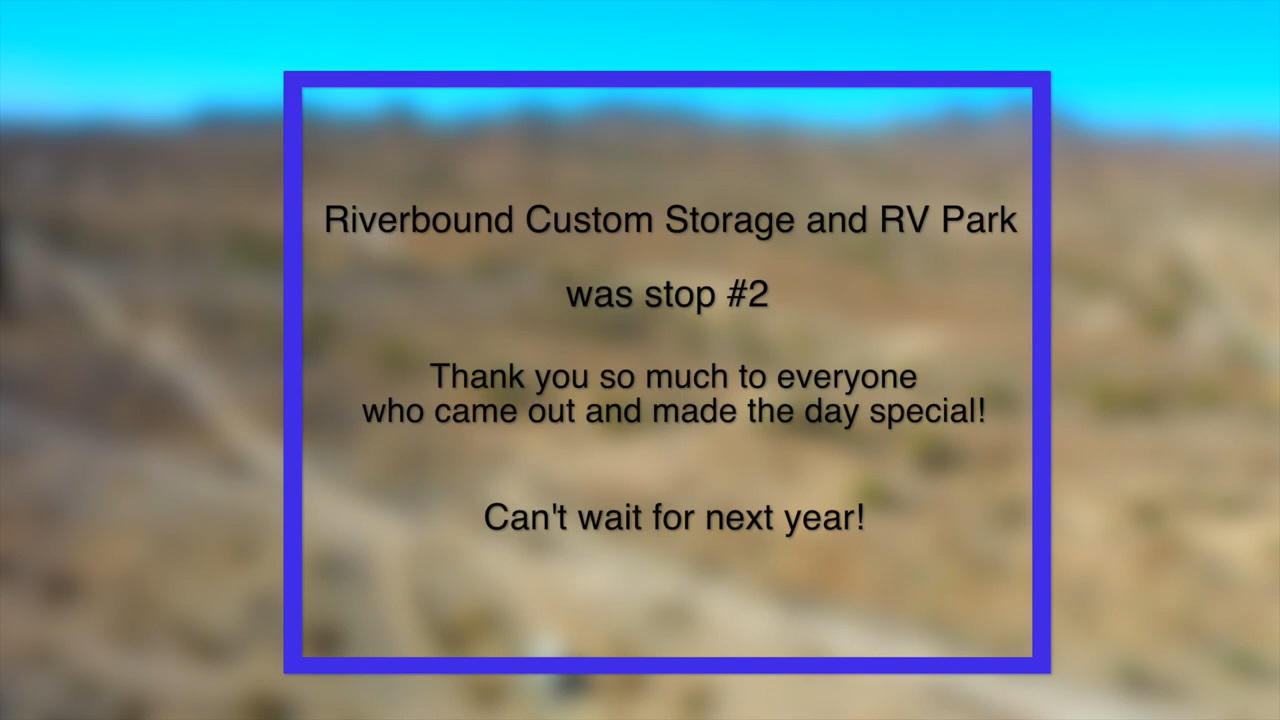 Riverbound Custom Storage and RV Park
was stop #2
Thank you so much to everyone
who came out and made the day special!
Can't wait for next year!